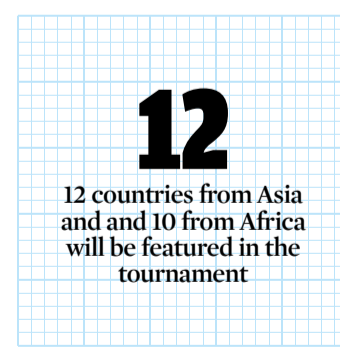 12
12 countries from Asia
and and 10 from Africa
will be featured in the
tournament